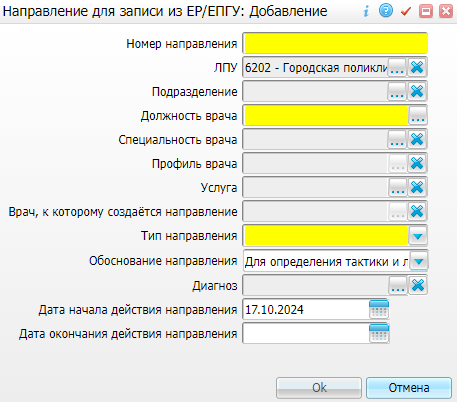 Направление для записи из ЕР/ЕПГУ: Добавление
Номер направления
ЛПУ 6202 - Городская поликли
Подразделение
Должность врача
Специальность врача
Профиль врача
Услуга
Врач, к которому создаётся направление
Тип направления
Обоснование направления Для определения тактики и л
Диагноз
Дата начала действия направления 17.10.2024
Дата окончания действия направления
Ok Отмена